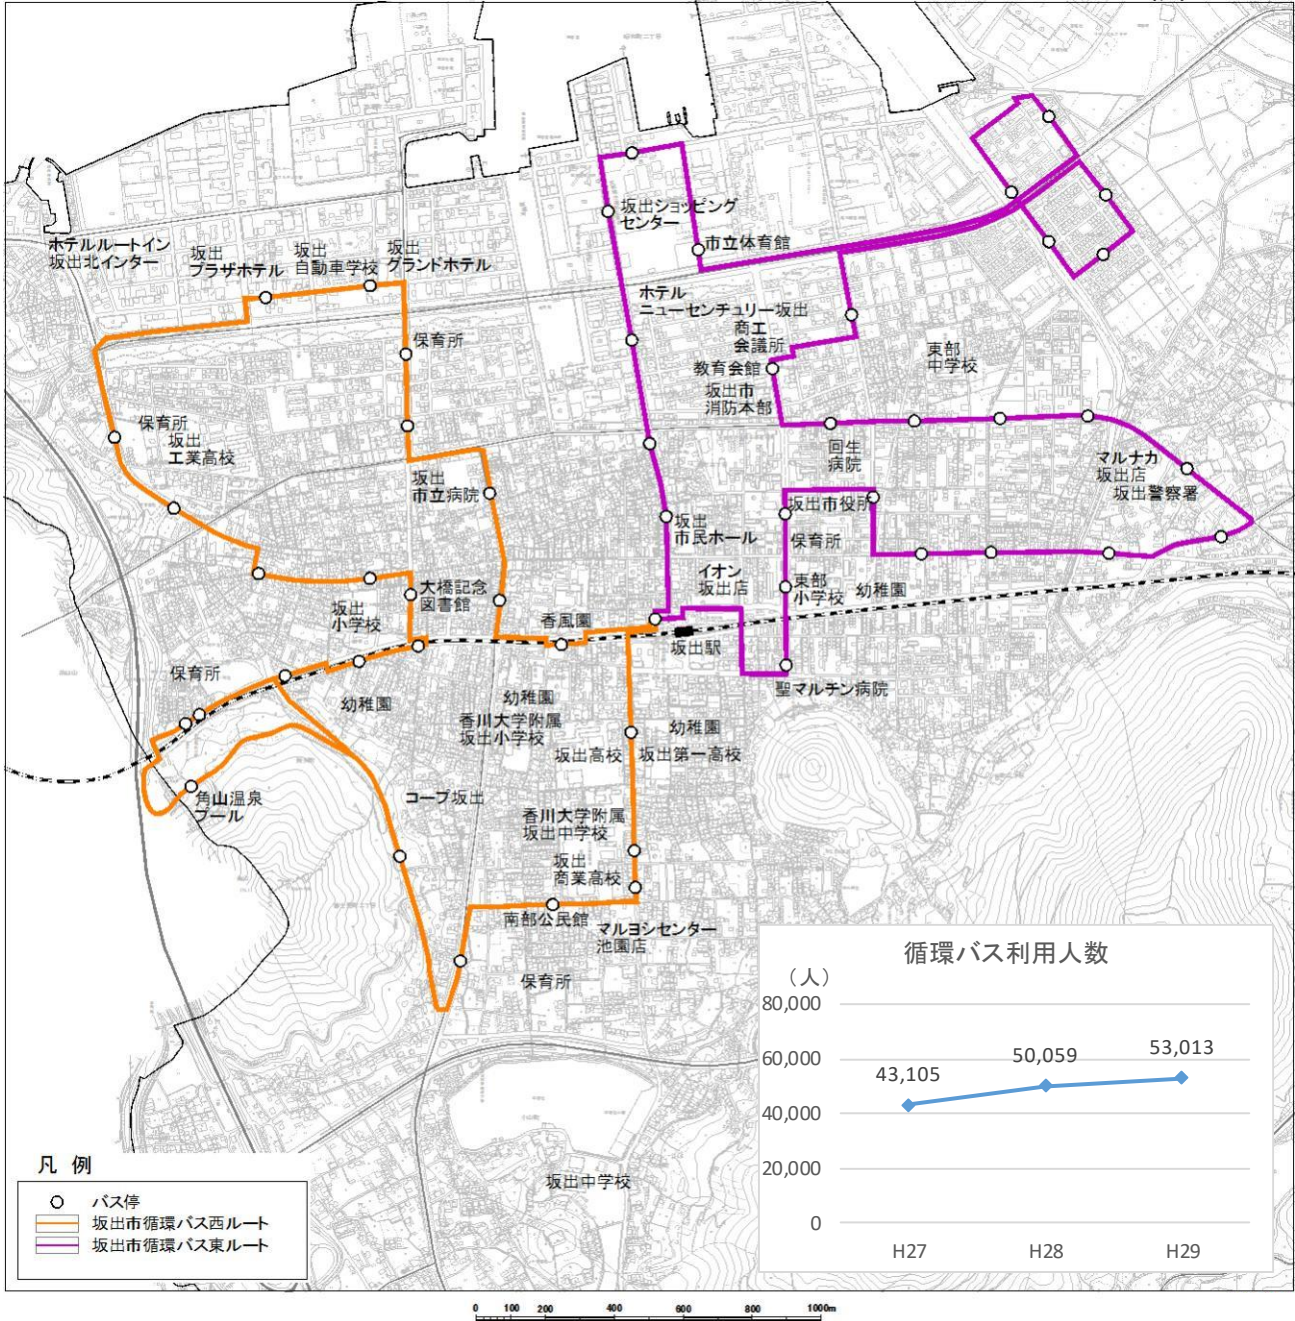 坂出ショッピング
センター
市立体育館
ホテルルートイン
坂出北インター
坂出
プラザホテル
坂出
自動車学校
坂出
グランドホテル
ホテル
ニューセンチュリー坂出
商工
会議所
保育所
教育会館
東部
中学校
坂出市
消防本部
保育所
坂出
工業高校
回生
病院
マルナカ
坂出店
坂出警察署
坂出
市立病院
坂出市役所
坂出
市民ホール
保育所
イオン
坂出店
東部
小学校
幼稚園
大橋記念
図書館
坂出
小学校
香風園
坂出駅
保育所
聖マルチン病院
幼稚園
幼稚園
香川大学附属
坂出小学校
幼稚園
坂出高校
坂出第一高校
角山温泉
プール
コープ坂出
香川大学附属
坂出中学校
坂出
商業高校
南部公民館
マルヨシセンター
池園店
保育所
坂出中学校
循環バス利用人数
(人)
80,000
60,000
40,000
20,000
0
43,105
50,059
53,013
H27
H28
H29
凡 例
バス停
坂出市循環バス西ルート
坂出市循環バス東ルート
0 100 200 400 600 800 1000m